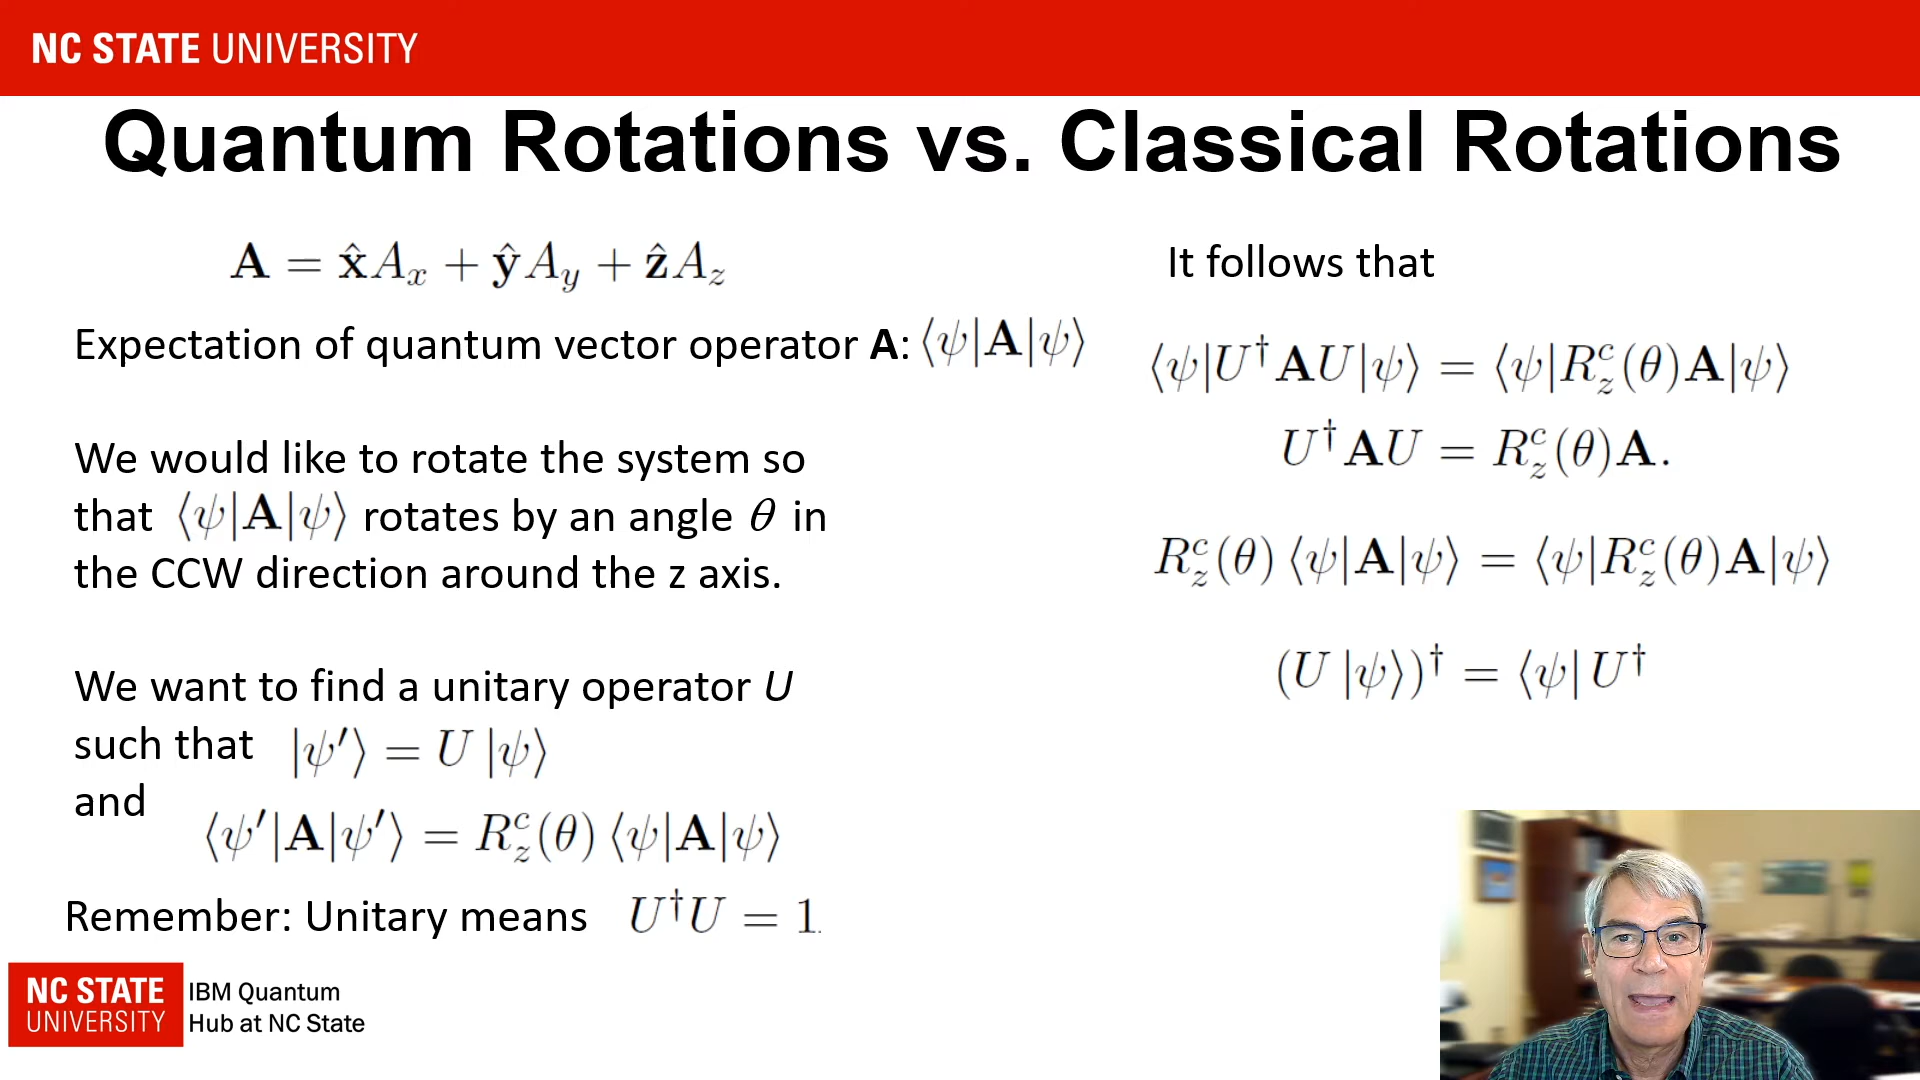 NC STATE UNIVERSITY
Quantum Rotations vs. Classical Rotations
𝐀 = x̂Aₓ + ŷA_y + ẑA_z
Expectation of quantum vector operator A: ⟨ψ|𝐀|ψ⟩
We would like to rotate the system so
that ⟨ψ|𝐀|ψ⟩ rotates by an angle θ in
the CCW direction around the z axis.
We want to find a unitary operator U
such that |ψ′⟩ = U |ψ⟩
and
⟨ψ′|𝐀|ψ′⟩ = R_z^c(θ) ⟨ψ|𝐀|ψ⟩
Remember: Unitary means U†U = 1.
It follows that
⟨ψ|U†𝐀U|ψ⟩ = ⟨ψ|R_z^c(θ)𝐀|ψ⟩
U†𝐀U = R_z^c(θ)𝐀.
R_z^c(θ) ⟨ψ|𝐀|ψ⟩ = ⟨ψ|R_z^c(θ)𝐀|ψ⟩
(U |ψ⟩)† = ⟨ψ| U†
NC STATE
UNIVERSITY
IBM Quantum
Hub at NC State